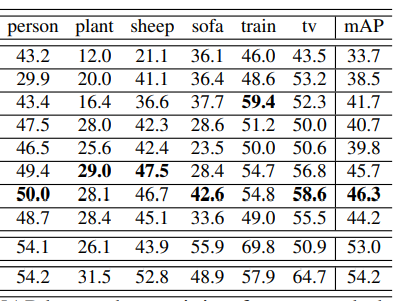 person plant sheep sofa train tv mAP
43.2 12.0 21.1 36.1 46.0 43.5 33.7
29.9 20.0 41.1 36.4 48.6 53.2 38.5
43.4 16.4 36.6 37.7 59.4 52.3 41.7
47.5 28.0 42.3 28.6 51.2 50.0 40.7
46.5 25.6 42.4 23.5 50.0 50.6 39.8
49.4 29.0 47.5 28.4 54.7 56.8 45.7
50.0 28.1 46.7 42.6 54.8 58.6 46.3
48.7 28.4 45.1 33.6 49.0 55.5 44.2
54.1 26.1 43.9 55.9 69.8 50.9 53.0
54.2 31.5 52.8 48.9 57.9 64.7 54.2